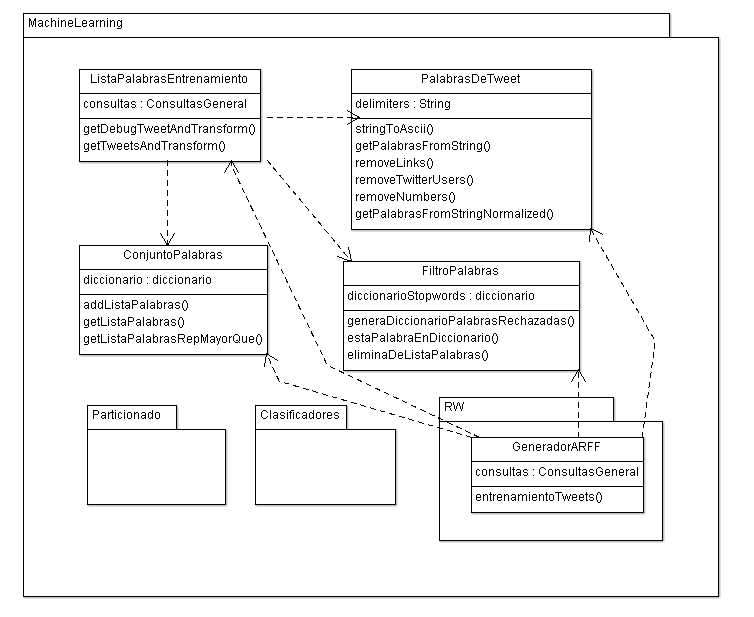 MachineLearning
ListaPalabrasEntrenamiento
consultas : ConsultasGeneral
getDebugTweetAndTransform()
getTweetsAndTransform()
PalabrasDeTweet
delimiters : String
stringToAscii()
getPalabrasFromString()
removeLinks()
removeTwitterUsers()
removeNumbers()
getPalabrasFromStringNormalized()
ConjuntoPalabras
diccionario : diccionario
addListaPalabras()
getListaPalabras()
getListaPalabrasRepMayorQue()
FiltroPalabras
diccionarioStopwords : diccionario
generaDiccionarioPalabrasRechazadas()
estaPalabraEnDiccionario()
eliminaDeListaPalabras()
Particionado
Clasificadores
RW
GeneradorARFF
consultas : ConsultasGeneral
entrenamientoTweets()